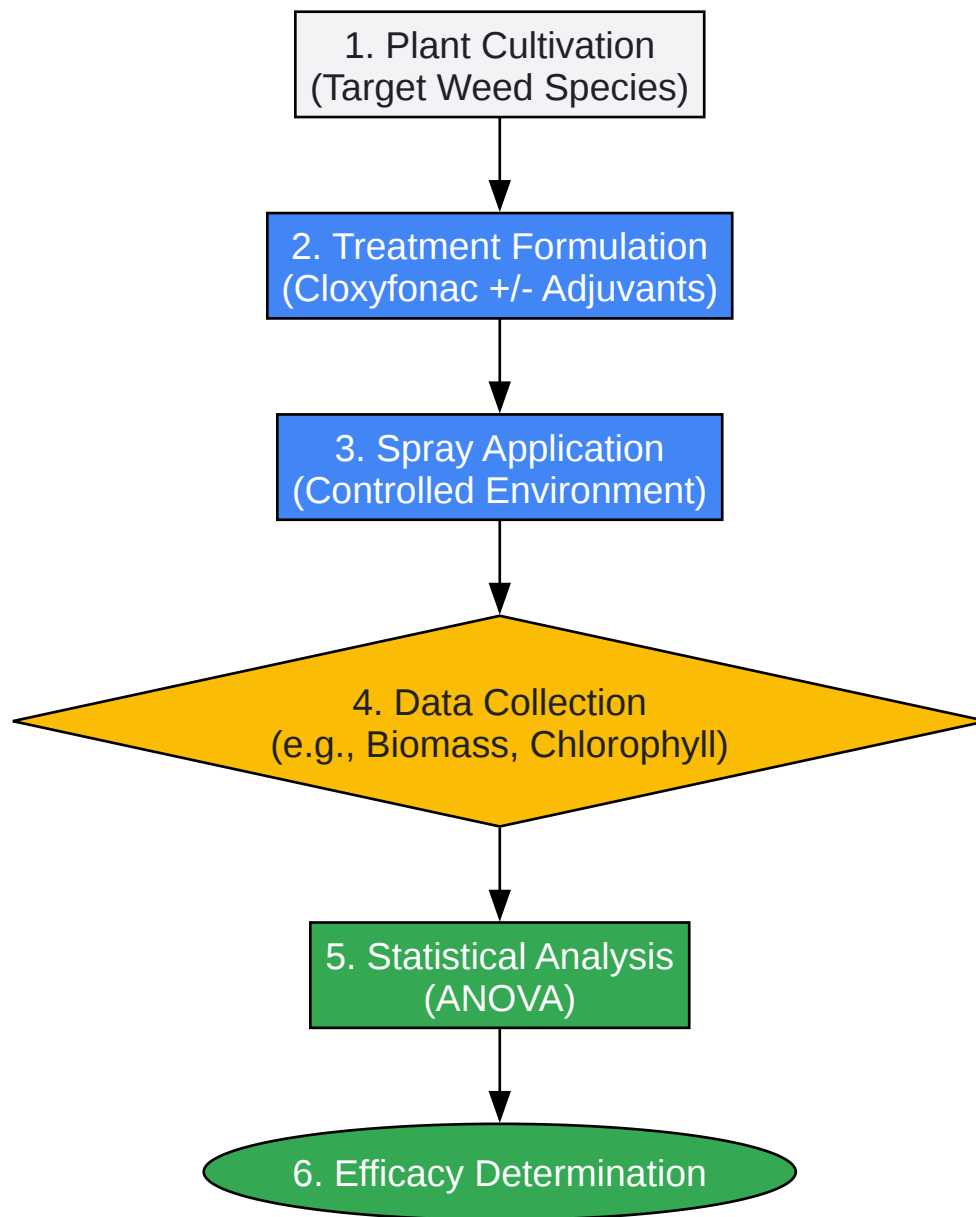 1. Plant Cultivation
(Target Weed Species)
2. Treatment Formulation
(Cloxyfonac +/- Adjuvants)
3. Spray Application
(Controlled Environment)
4. Data Collection
(e.g., Biomass, Chlorophyll)
5. Statistical Analysis
(ANOVA)
6. Efficacy Determination